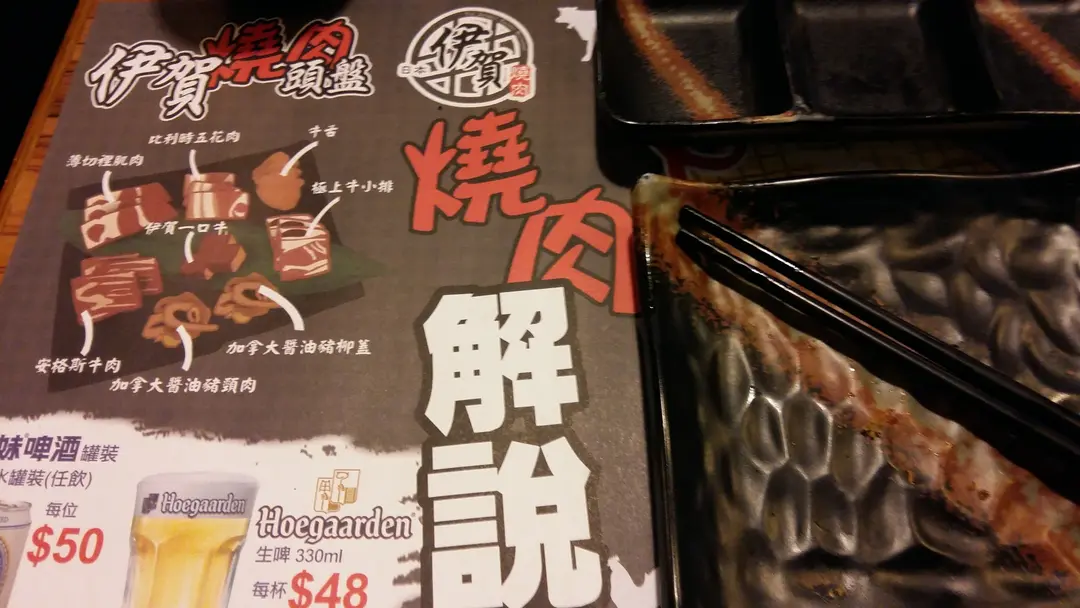 伊賀燒肉頭盤
日本 伊賀 燒肉
燒肉
解說
比利時五花肉
牛舌
薄切裡肌肉
極上牛小排
伊賀一口牛
安格斯牛肉
加拿大醬油豬柳蓋
加拿大醬油豬頸肉
妹啤酒 罐裝
水罐裝(任飲)
每位
$50
Hoegaarden
Hoegaarden
生啤 330ml
每杯 $48